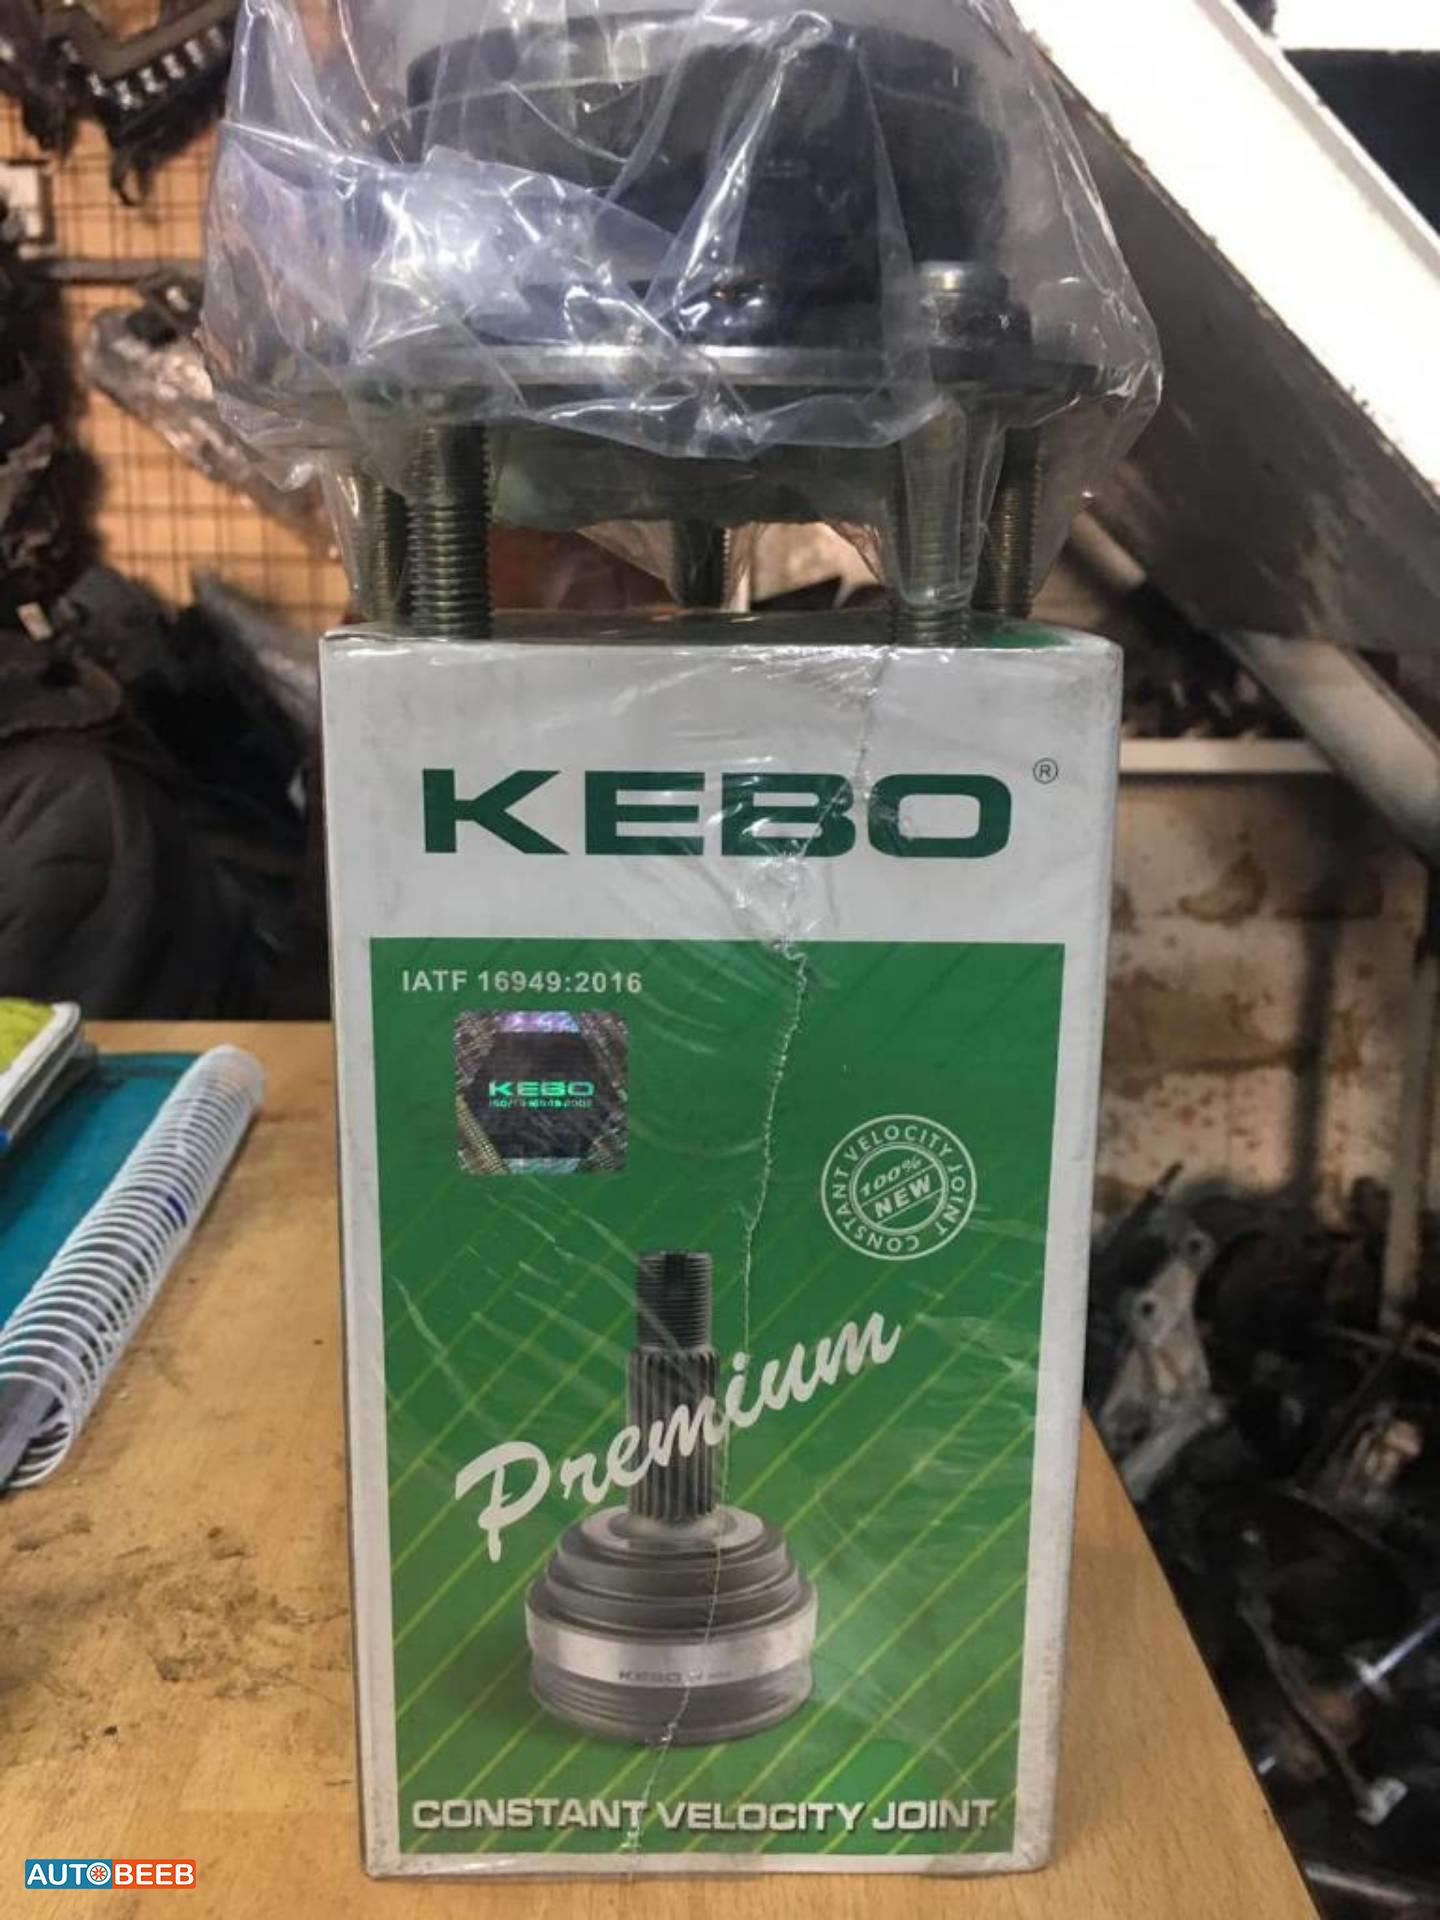 KEBO ®
IATF 16949:2016
KEBO
CONSTANT VELOCITY JOINT
100%
NEW
Premium
KEBO
CONSTANT VELOCITY JOINT
AUTOBEEB